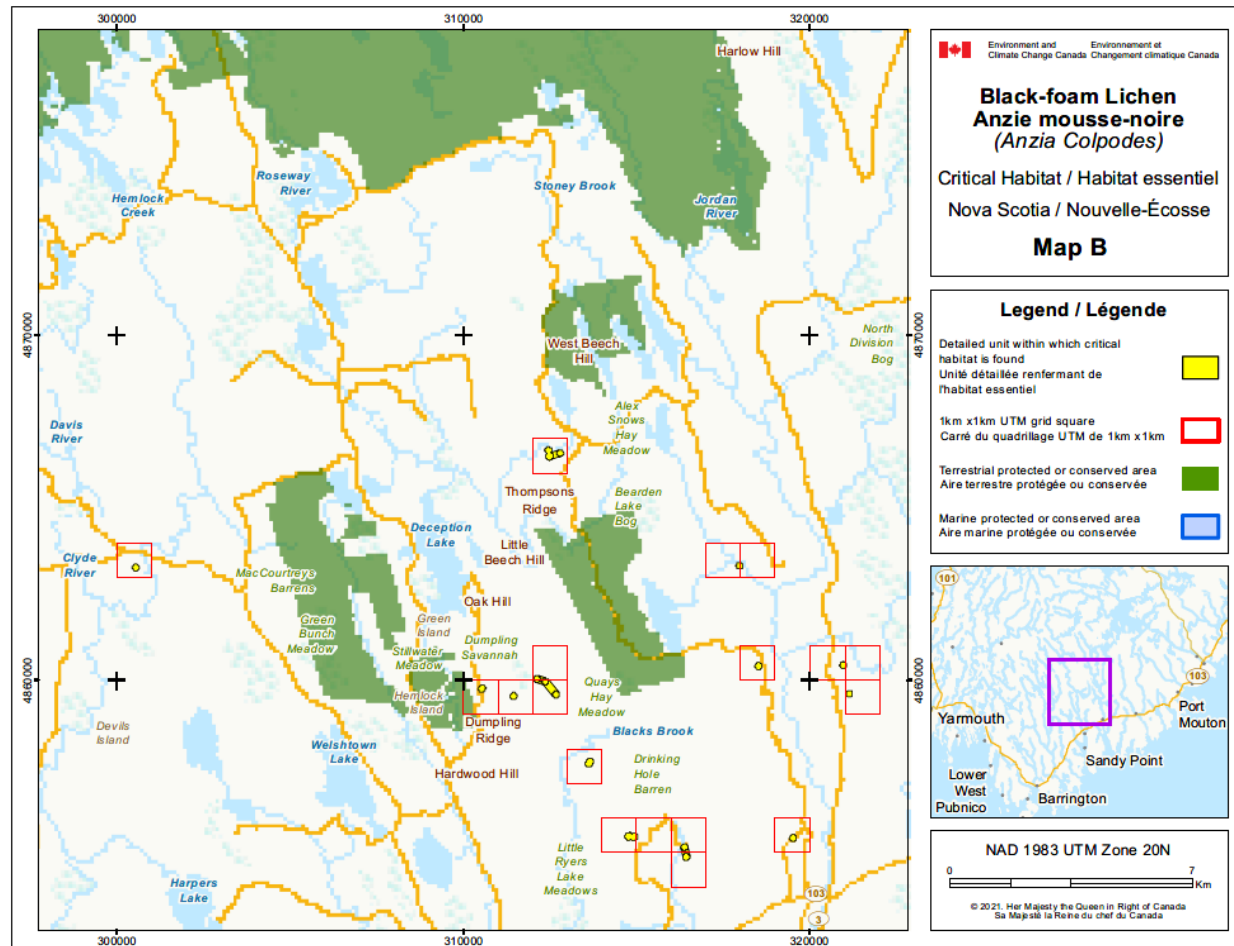 300000
310000
320000
Harlow Hill
Roseway
River
Hemlock
Creek
Stoney Brook
Jordan
River
4870000
4870000
North
Division
Bog
West Beech
Hill
Alex
Snows
Hay
Meadow
Davis
River
Thompsons
Ridge
Bearden
Lake
Bog
Deception
Lake
Little
Beech Hill
Clyde
River
MacCourtreys
Barrens
Oak Hill
Green
Island
Green
Bunch
Meadow
Dumpling
Savannah
Stillwater
Meadow
4860000
4860000
Hemlock
Island
Quays
Hay
Meadow
Devils
Island
Dumpling
Ridge
Blacks Brook
Welshtown
Lake
Hardwood Hill
Drinking
Hole
Barren
Little
Ryers
Lake
Meadows
Harpers
Lake
103
3
300000
310000
320000
Environment and
Climate Change Canada
Environnement et
Changement climatique Canada
Black-foam Lichen
Anzie mousse-noire
(Anzia Colpodes)
Critical Habitat / Habitat essentiel
Nova Scotia / Nouvelle-Écosse
Map B
Legend / Légende
Detailed unit within which critical
habitat is found
Unité détaillée renfermant de
l'habitat essentiel
1km x1km UTM grid square
Carré du quadrillage UTM de 1km x1km
Terrestrial protected or conserved area
Aire terrestre protégée ou conservée
Marine protected or conserved area
Aire marine protégée ou conservée
101
103
Port
Mouton
Yarmouth
Sandy Point
Lower
West
Pubnico
Barrington
NAD 1983 UTM Zone 20N
0
7
Km
© 2021. Her Majesty the Queen in Right of Canada
Sa Majesté la Reine du chef du Canada